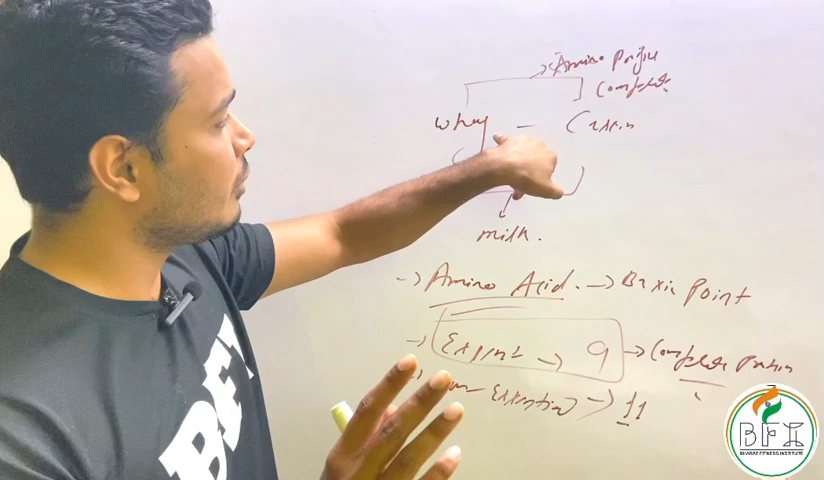 Amino Profile
Complete
whey - Casein
milk.
-> Amino Acid. -> Basic Point
-> -> 9 -> Complete Protein
Essential -> 11
BFI
BFI
BHARAT FITNESS INSTITUTE